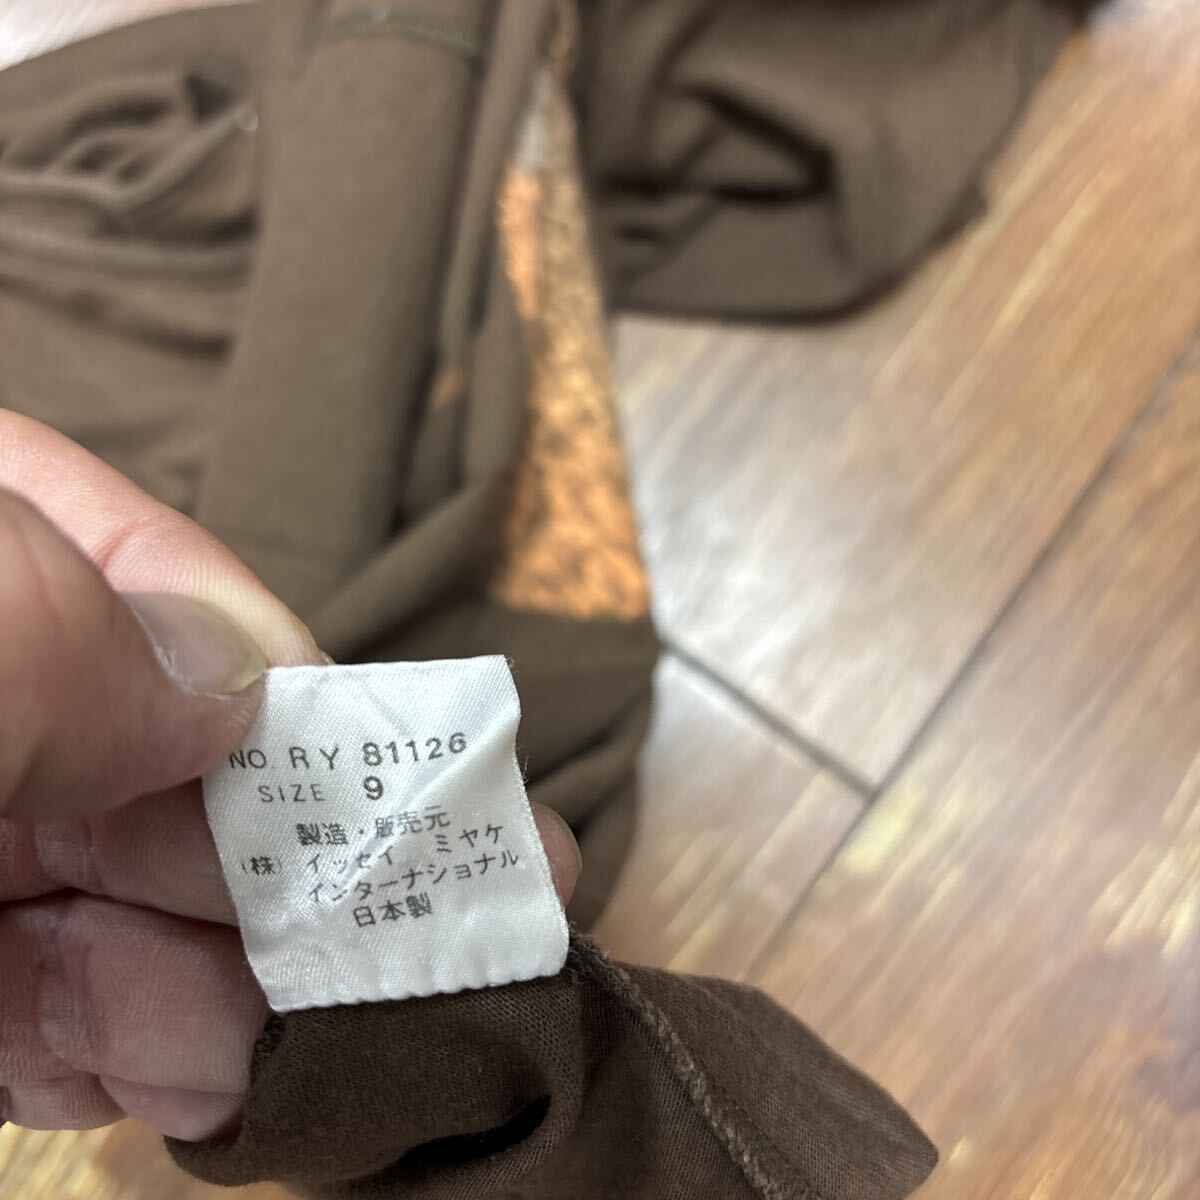 NO. RY 81126
SIZE 9
製造・販売元
(株) イッセイ ミヤケ
インターナショナル
日本製